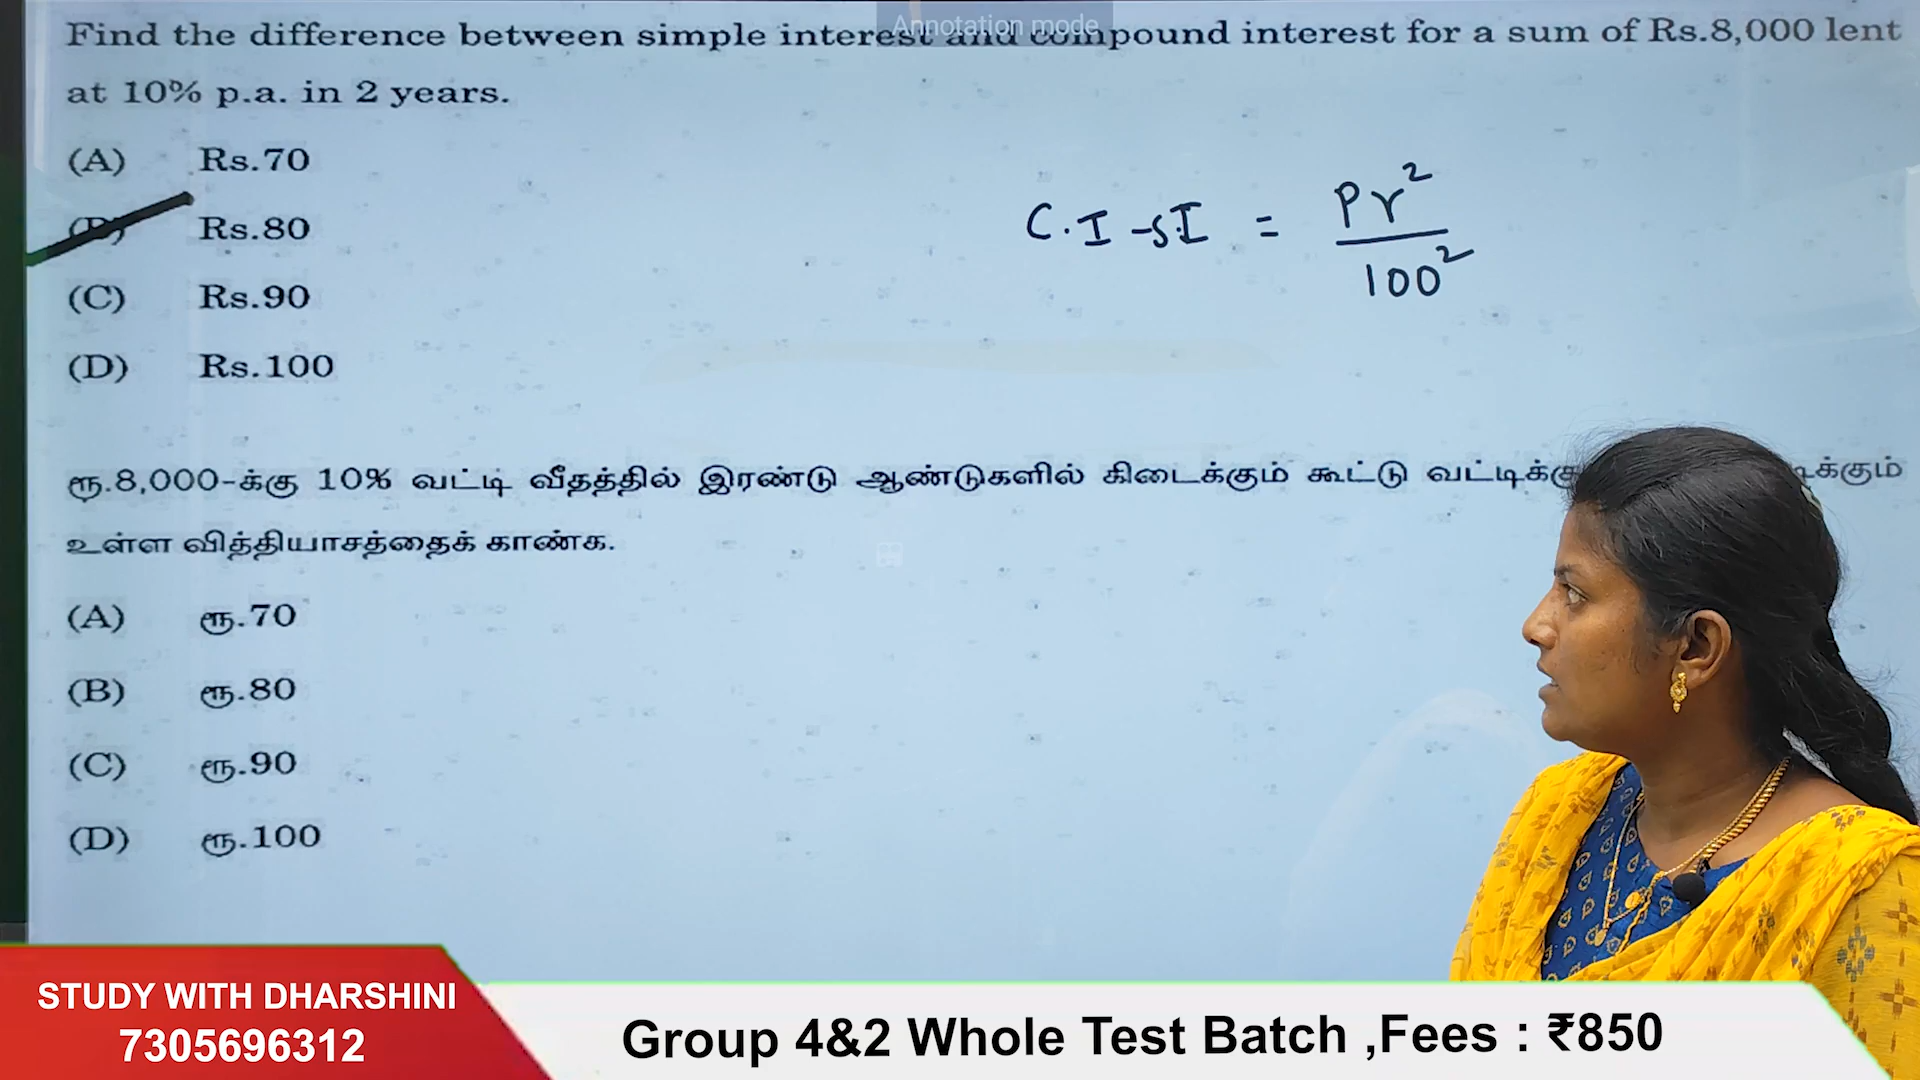 Annotation mode
Find the difference between simple interest and compound interest for a sum of Rs.8,000 lent
at 10% p.a. in 2 years.
(A) Rs.70
(B) Rs.80
(C) Rs.90
(D) Rs.100
C.I - S.I = Pr² / 100²
ரூ.8,000-க்கு 10% வட்டி வீதத்தில் இரண்டு ஆண்டுகளில் கிடைக்கும் கூட்டு
உள்ள வித்தியாசத்தைக் காண்க.
(A) ரூ.70
(B) ரூ.80
(C) ரூ.90
(D) ரூ.100
STUDY WITH DHARSHINI
7305696312
Group 4&2 Whole Test Batch ,Fees : ₹850